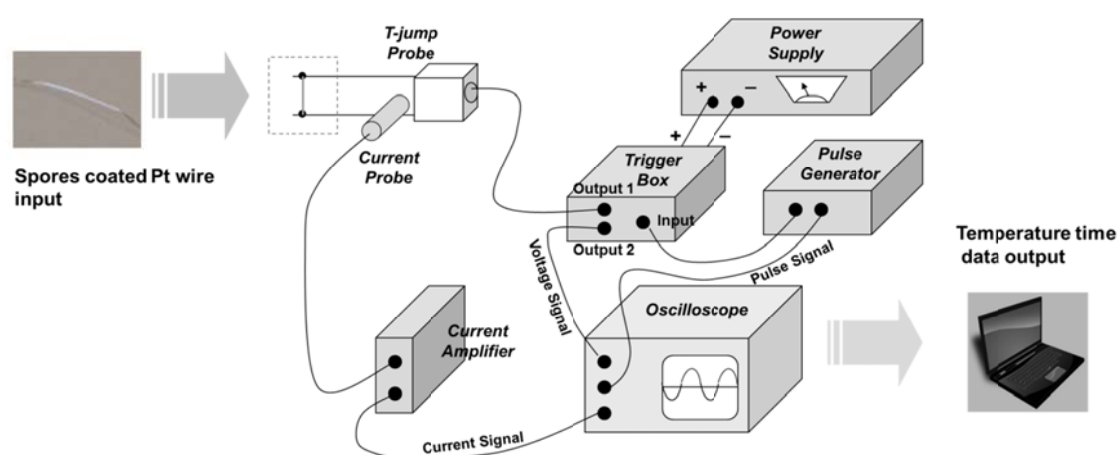 T-jump
Probe
Power
Supply
+
−
+
−
Spores coated Pt wire
input
Current
Probe
Trigger
Box
Pulse
Generator
Output 1
Input
Output 2
Voltage Signal
Pulse Signal
Temperature time
data output
Oscilloscope
Current
Amplifier
Current Signal